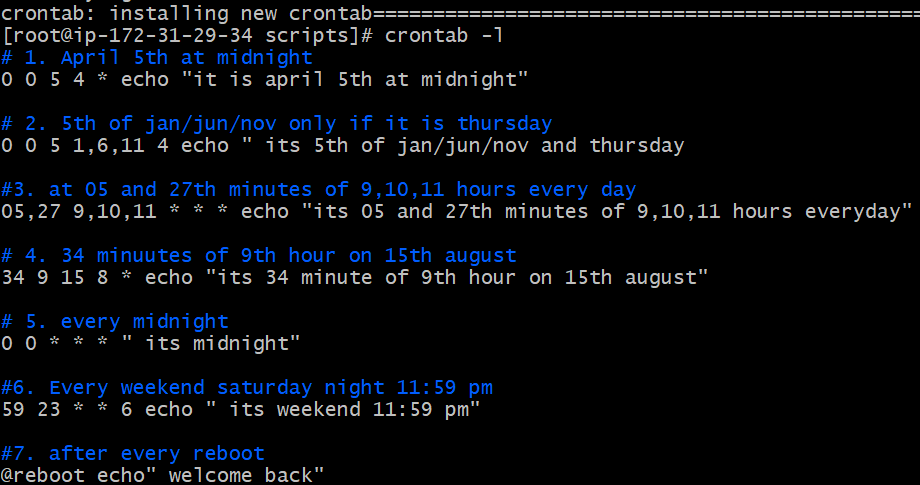 crontab: installing new crontab==============================================
[root@ip-172-31-29-34 scripts]# crontab -l
# 1. April 5th at midnight
0 0 5 4 * echo "it is april 5th at midnight"
# 2. 5th of jan/jun/nov only if it is thursday
0 0 5 1,6,11 4 echo " its 5th of jan/jun/nov and thursday
#3. at 05 and 27th minutes of 9,10,11 hours every day
05,27 9,10,11 * * * echo "its 05 and 27th minutes of 9,10,11 hours everyday"
# 4. 34 minuutes of 9th hour on 15th august
34 9 15 8 * echo "its 34 minute of 9th hour on 15th august"
# 5. every midnight
0 0 * * * " its midnight"
#6. Every weekend saturday night 11:59 pm
59 23 * * 6 echo " its weekend 11:59 pm"
#7. after every reboot
@reboot echo" welcome back"